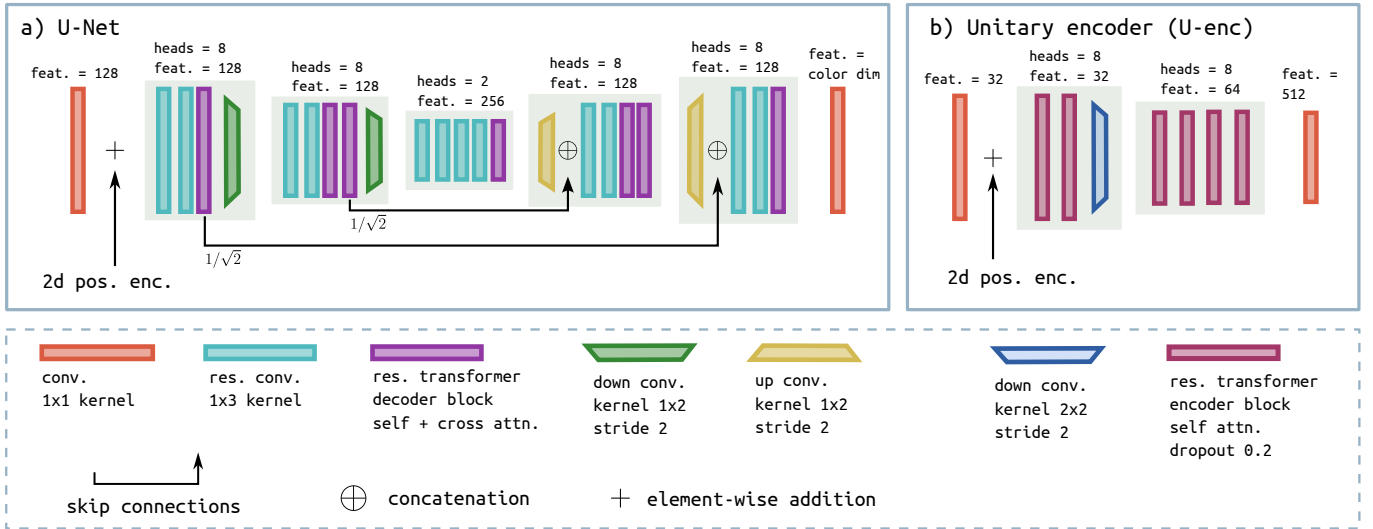 a) U-Net
feat. = 128
heads = 8
feat. = 128
heads = 8
feat. = 128
heads = 2
feat. = 256
heads = 8
feat. = 128
heads = 8
feat. = 128
feat. =
color dim
+
⊕
⊕
1/√2
1/√2
2d pos. enc.
b) Unitary encoder (U-enc)
feat. = 32
heads = 8
feat. = 32
heads = 8
feat. = 64
feat. =
512
+
2d pos. enc.
conv.
1x1 kernel
res. conv.
1x3 kernel
res. transformer
decoder block
self + cross attn.
down conv.
kernel 1x2
stride 2
up conv.
kernel 1x2
stride 2
down conv.
kernel 2x2
stride 2
res. transformer
encoder block
self attn.
dropout 0.2
skip connections
⊕ concatenation
+ element-wise addition